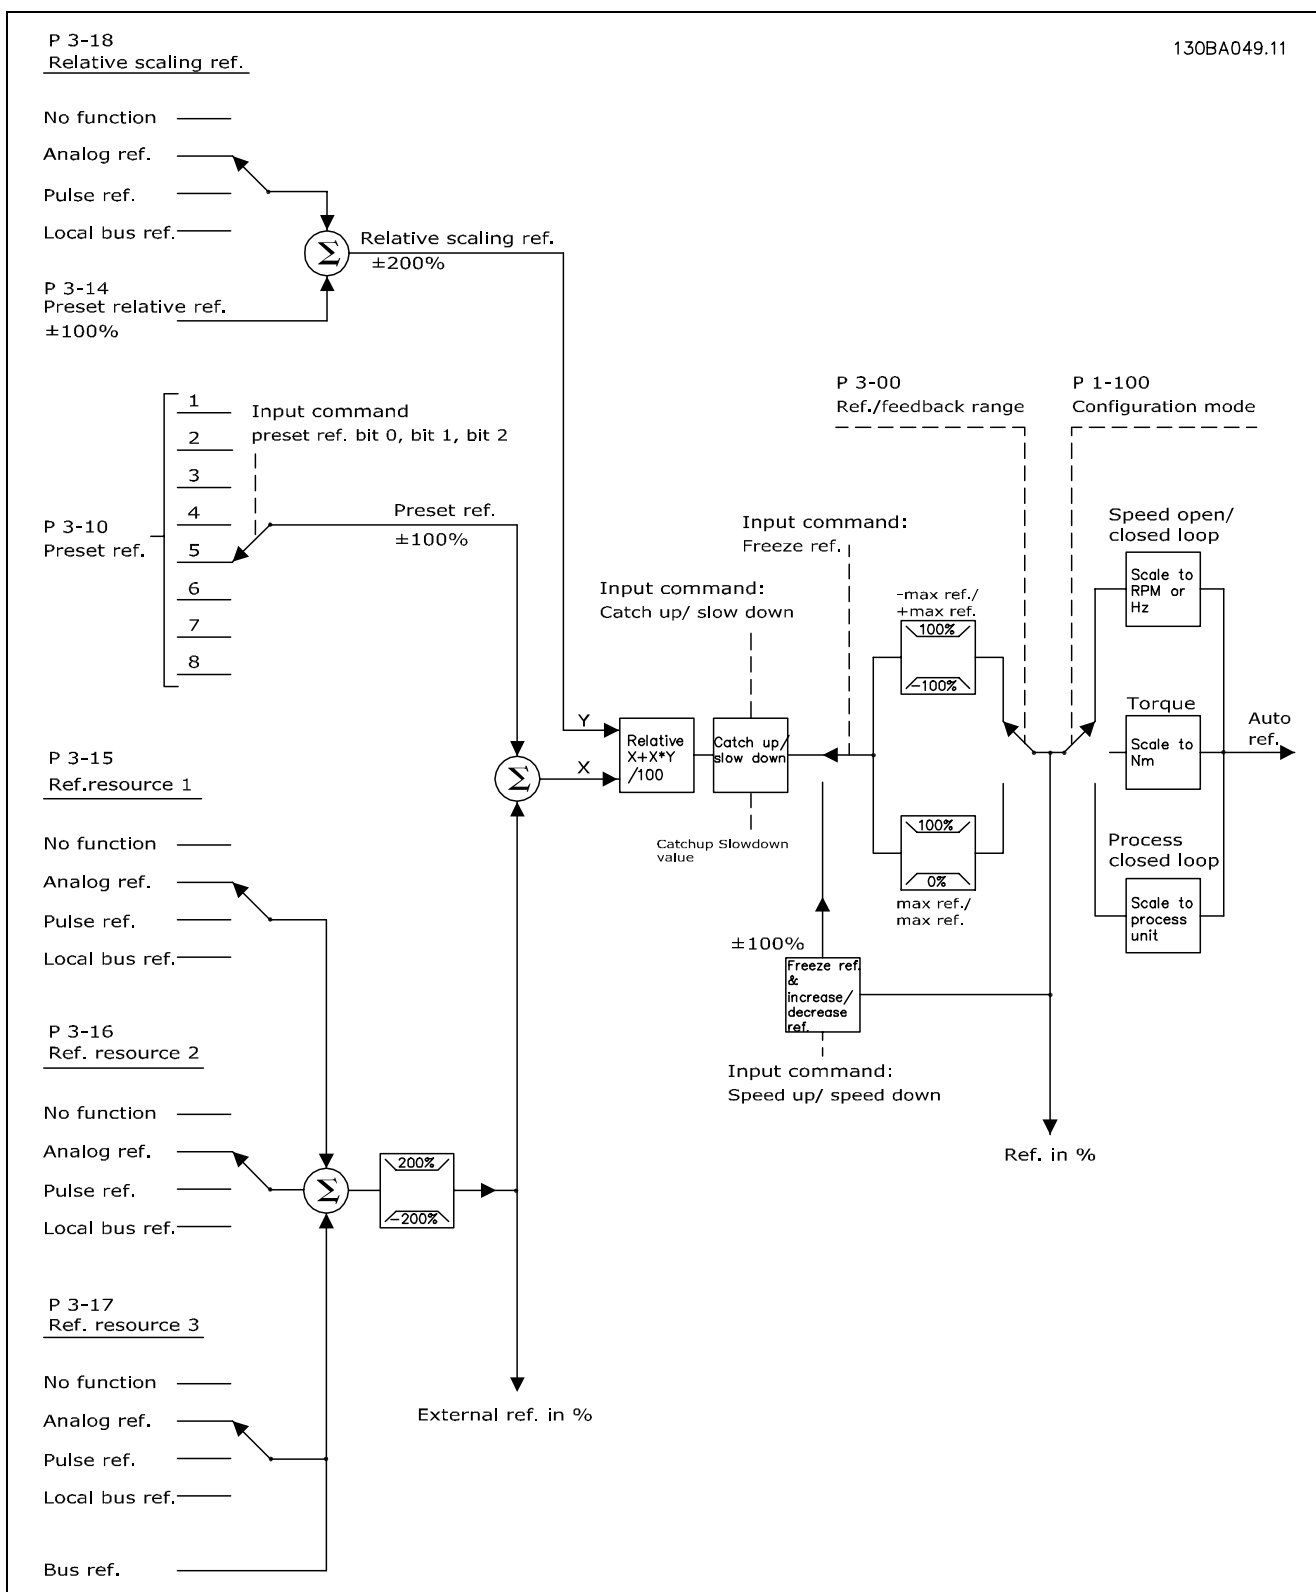 P 3-18
Relative scaling ref.
130BA049.11
No function
Analog ref.
Pulse ref.
Local bus ref.
Σ
Relative scaling ref.
±200%
P 3-14
Preset relative ref.
±100%
P 3-10
Preset ref.
1
2
3
4
5
6
7
8
Input command
preset ref. bit 0, bit 1, bit 2
Preset ref.
±100%
P 3-15
Ref.resource 1
No function
Analog ref.
Pulse ref.
Local bus ref.
P 3-16
Ref. resource 2
No function
Analog ref.
Pulse ref.
Local bus ref.
Σ
200%
-200%
P 3-17
Ref. resource 3
No function
Analog ref.
Pulse ref.
Local bus ref.
Bus ref.
External ref. in %
Σ
Y
X
Relative
X+X*Y
/100
Input command:
Catch up/ slow down
Catch up/
slow down
Catchup Slowdown
value
Input command:
Freeze ref.
±100%
Freeze ref.
&
increase/
decrease
ref.
Input command:
Speed up/ speed down
P 3-00
Ref./feedback range
-max ref./
+max ref.
100%
-100%
100%
0%
max ref./
max ref.
Ref. in %
P 1-100
Configuration mode
Speed open/
closed loop
Scale to
RPM or
Hz
Torque
Scale to
Nm
Process
closed loop
Scale to
process
unit
Auto
ref.